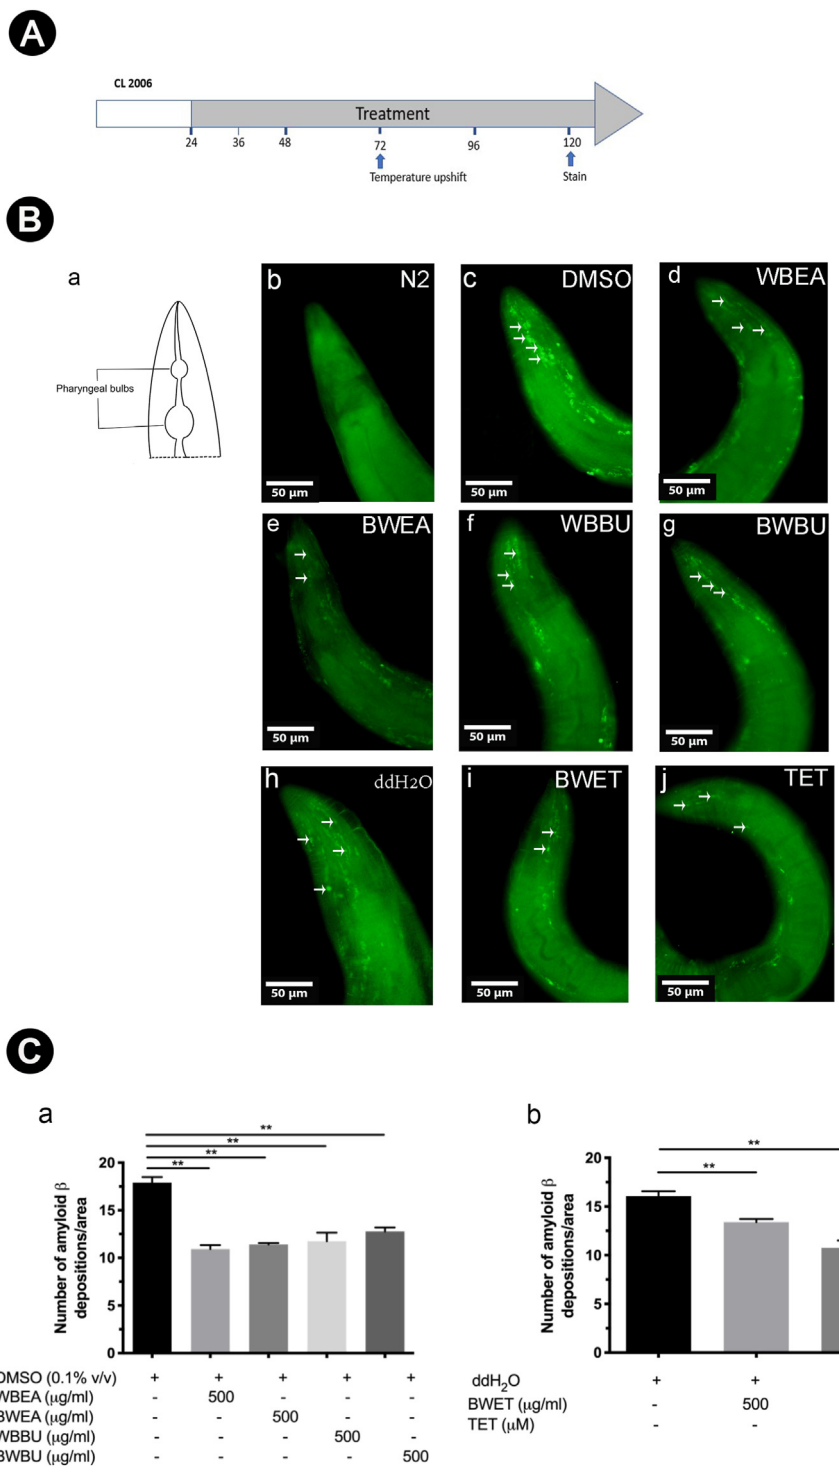 A
CL 2006
Treatment
24 36 48 72 96 120
Temperature upshift Stain
B
a
Pharyngeal bulbs
b N2
50 µm
c DMSO
50 µm
d WBEA
50 µm
e BWEA
50 µm
f WBBU
50 µm
g BWBU
50 µm
h ddH2O
50 µm
i BWET
50 µm
j TET
50 µm
C
a
Number of amyloid β
depositions/area
20
15
10
5
0
** ** ** **
DMSO (0.1% v/v) + + + + +
WBEA (µg/ml) - 500 - - -
BWEA (µg/ml) - - 500 - -
WBBU (µg/ml) - - - 500 -
BWBU (µg/ml) - - - - 500
b
Number of amyloid β
depositions/area
20
15
10
5
0
** **
ddH2O + +
BWET (µg/ml) - 500
TET (µM) - -